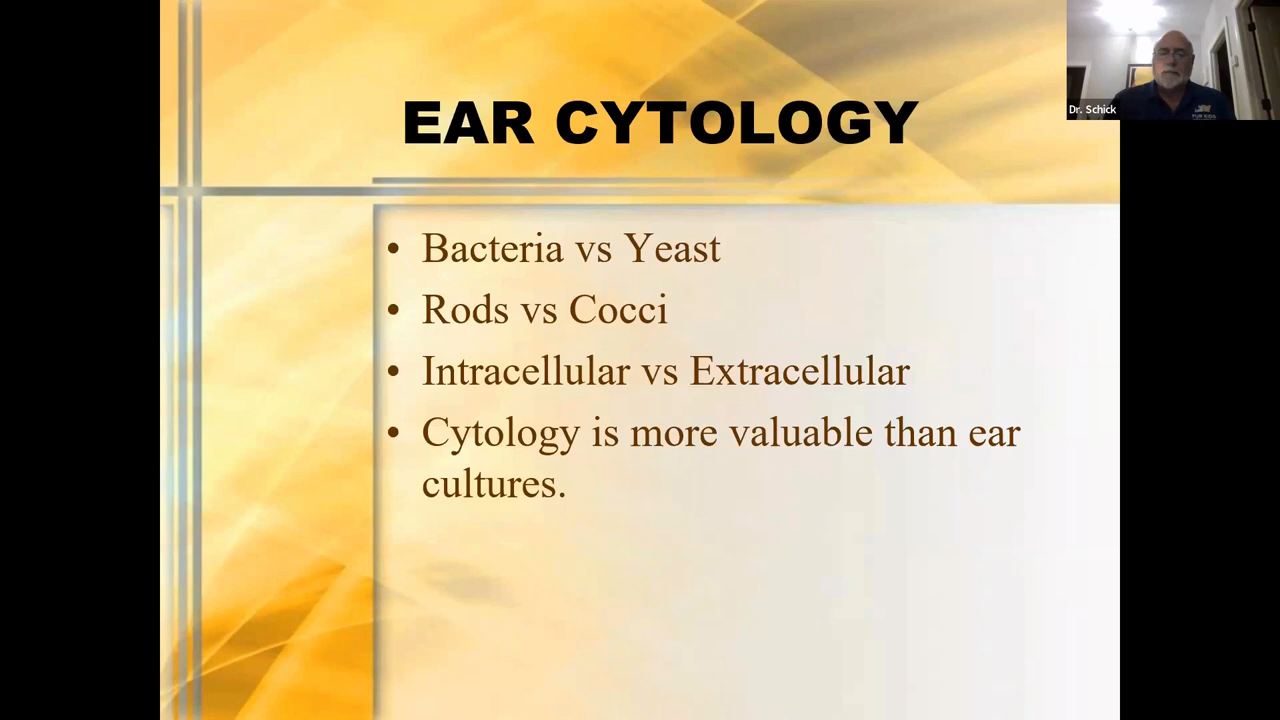 EAR CYTOLOGY
Dr. Schick
• Bacteria vs Yeast
• Rods vs Cocci
• Intracellular vs Extracellular
• Cytology is more valuable than ear
cultures.